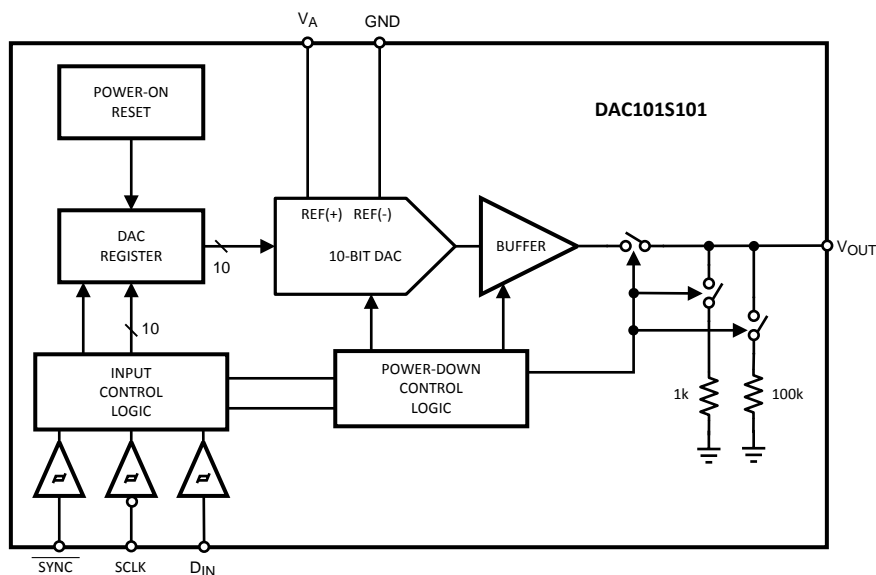 VA GND
POWER-ON
RESET
DAC101S101
REF(+) REF(-)
DAC
REGISTER
10
10-BIT DAC
BUFFER
VOUT
10
INPUT
CONTROL
LOGIC
POWER-DOWN
CONTROL
LOGIC
1k
100k
SYNC SCLK DIN